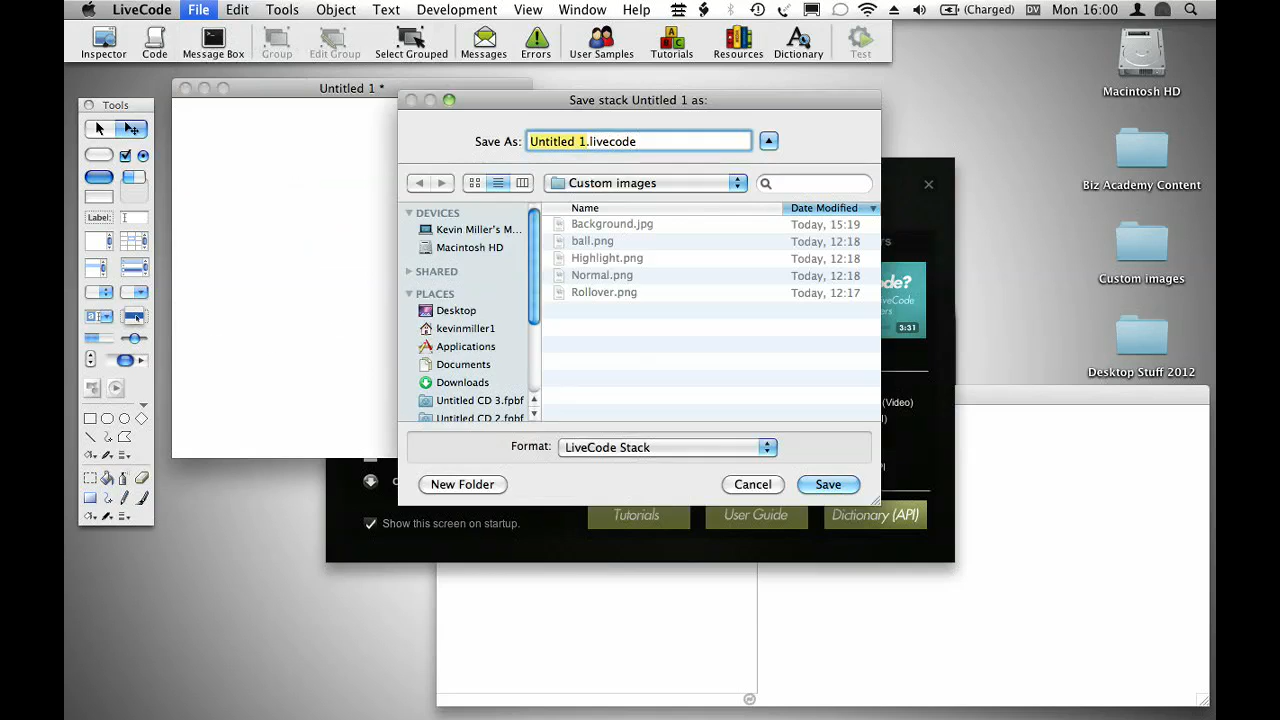 LiveCode File Edit Tools Object Text Development View Window Help (Charged) Mon 16:00
Inspector Code Message Box Group Edit Group Select Grouped Messages Errors User Samples Tutorials Resources Dictionary Test
Untitled 1 *
Save stack Untitled 1 as:
Tools
Label:
Save As: Untitled 1.livecode
Custom images
Name Date Modified
DEVICES
Kevin Miller's M...
Macintosh HD
SHARED
PLACES
Desktop
kevinmiller1
Applications
Documents
Downloads
Untitled CD 3.fpbf
Untitled CD 2.fpbf
Background.jpg Today, 15:19
ball.png Today, 12:18
Highlight.png Today, 12:18
Normal.png Today, 12:18
Rollover.png Today, 12:17
Format: LiveCode Stack
New Folder Cancel Save
3:31
(Video)
Show this screen on startup.
Tutorials User Guide Dictionary (API)
Macintosh HD
Biz Academy Content
Custom images
Desktop Stuff 2012